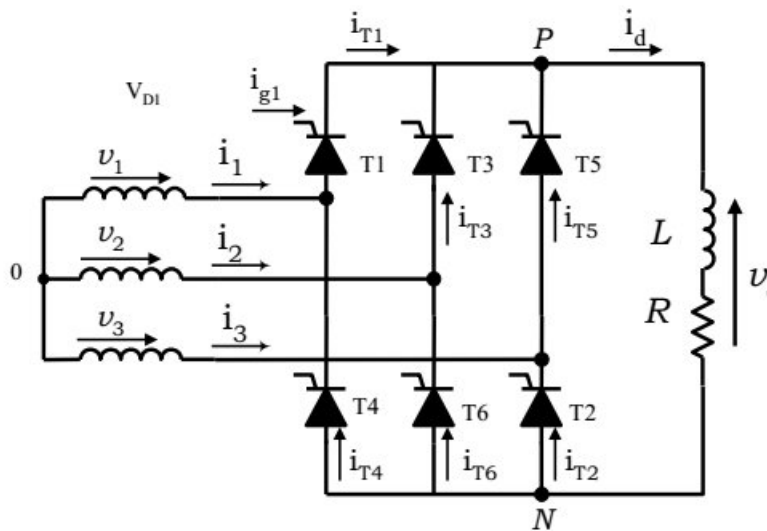 i_T1
P
i_d
V_D1
i_g1
v_1
i_1
T1
T3
T5
v_2
i_2
i_T3
i_T5
L
0
v
v_3
i_3
R
T4
T6
T2
i_T4
i_T6
i_T2
N